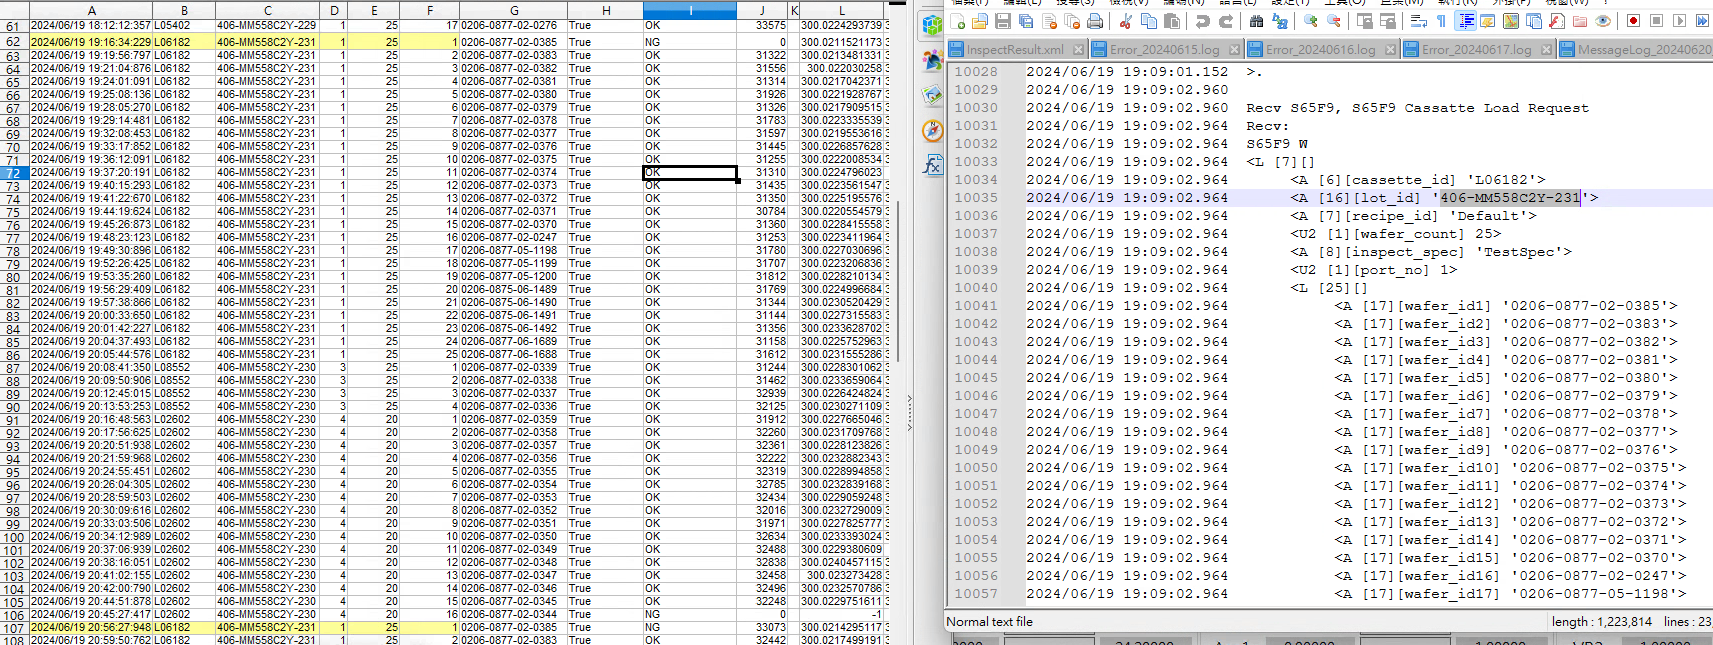 A B C D E F G H I J K L
61 2024/06/19 18:12:12:357 L05402 406-MM558C2Y-229 1 25 17 0206-0877-02-0276 True OK 33575 300.0224293739
62 2024/06/19 19:16:34:229 L06182 406-MM558C2Y-231 1 25 1 0206-0877-02-0385 True NG 0 300.0211521173
63 2024/06/19 19:19:56:797 L06182 406-MM558C2Y-231 1 25 2 0206-0877-02-0383 True OK 31322 300.0213481331
64 2024/06/19 19:21:04:876 L06182 406-MM558C2Y-231 1 25 3 0206-0877-02-0382 True OK 31556 300.022030258
65 2024/06/19 19:24:01:091 L06182 406-MM558C2Y-231 1 25 4 0206-0877-02-0381 True OK 31314 300.0217042371
66 2024/06/19 19:25:08:136 L06182 406-MM558C2Y-231 1 25 5 0206-0877-02-0380 True OK 31926 300.0221928767
67 2024/06/19 19:28:05:270 L06182 406-MM558C2Y-231 1 25 6 0206-0877-02-0379 True OK 31326 300.0217909515
68 2024/06/19 19:29:14:481 L06182 406-MM558C2Y-231 1 25 7 0206-0877-02-0378 True OK 31783 300.0223335539
69 2024/06/19 19:32:08:453 L06182 406-MM558C2Y-231 1 25 8 0206-0877-02-0377 True OK 31597 300.0219553616
70 2024/06/19 19:33:17:852 L06182 406-MM558C2Y-231 1 25 9 0206-0877-02-0376 True OK 31445 300.0226857628
71 2024/06/19 19:36:12:091 L06182 406-MM558C2Y-231 1 25 10 0206-0877-02-0375 True OK 31255 300.0222008534
72 2024/06/19 19:37:20:191 L06182 406-MM558C2Y-231 1 25 11 0206-0877-02-0374 True OK 31310 300.0224796023
73 2024/06/19 19:40:15:293 L06182 406-MM558C2Y-231 1 25 12 0206-0877-02-0373 True OK 31435 300.0223561547
74 2024/06/19 19:41:22:670 L06182 406-MM558C2Y-231 1 25 13 0206-0877-02-0372 True OK 31350 300.0225195576
75 2024/06/19 19:44:19:624 L06182 406-MM558C2Y-231 1 25 14 0206-0877-02-0371 True OK 30784 300.0220554579
76 2024/06/19 19:45:26:873 L06182 406-MM558C2Y-231 1 25 15 0206-0877-02-0370 True OK 31360 300.0228415558
77 2024/06/19 19:48:23:123 L06182 406-MM558C2Y-231 1 25 16 0206-0877-02-0247 True OK 31253 300.0223411964
78 2024/06/19 19:49:30:896 L06182 406-MM558C2Y-231 1 25 17 0206-0877-05-1198 True OK 31780 300.0227030696
79 2024/06/19 19:52:26:425 L06182 406-MM558C2Y-231 1 25 18 0206-0877-05-1199 True OK 31707 300.0223206836
80 2024/06/19 19:53:35:260 L06182 406-MM558C2Y-231 1 25 19 0206-0877-05-1200 True OK 31812 300.0228210134
81 2024/06/19 19:56:29:409 L06182 406-MM558C2Y-231 1 25 20 0206-0875-06-1489 True OK 31769 300.0224996684
82 2024/06/19 19:57:38:866 L06182 406-MM558C2Y-231 1 25 21 0206-0875-06-1490 True OK 31344 300.0230520429
83 2024/06/19 20:00:33:650 L06182 406-MM558C2Y-231 1 25 22 0206-0875-06-1491 True OK 31144 300.0227315583
84 2024/06/19 20:01:42:227 L06182 406-MM558C2Y-231 1 25 23 0206-0875-06-1492 True OK 31356 300.0233628702
85 2024/06/19 20:04:37:493 L06182 406-MM558C2Y-231 1 25 24 0206-0877-06-1689 True OK 31158 300.0225752963
86 2024/06/19 20:05:44:576 L06182 406-MM558C2Y-231 1 25 25 0206-0877-06-1688 True OK 31612 300.0231555286
87 2024/06/19 20:08:41:350 L08552 406-MM558C2Y-230 3 25 1 0206-0877-02-0339 True OK 31244 300.0228301062
88 2024/06/19 20:09:50:906 L08552 406-MM558C2Y-230 3 25 2 0206-0877-02-0338 True OK 31462 300.0233659064
89 2024/06/19 20:12:45:015 L08552 406-MM558C2Y-230 3 25 3 0206-0877-02-0337 True OK 32939 300.0226424824
90 2024/06/19 20:13:53:253 L08552 406-MM558C2Y-230 3 25 4 0206-0877-02-0336 True OK 32125 300.0230271109
91 2024/06/19 20:16:48:563 L02602 406-MM558C2Y-230 4 20 1 0206-0877-02-0359 True OK 31912 300.0227665046
92 2024/06/19 20:17:56:625 L02602 406-MM558C2Y-230 4 20 2 0206-0877-02-0358 True OK 32260 300.0231709768
93 2024/06/19 20:20:51:938 L02602 406-MM558C2Y-230 4 20 3 0206-0877-02-0357 True OK 32361 300.0228123826
94 2024/06/19 20:21:59:968 L02602 406-MM558C2Y-230 4 20 4 0206-0877-02-0356 True OK 32222 300.0232882343
95 2024/06/19 20:24:55:451 L02602 406-MM558C2Y-230 4 20 5 0206-0877-02-0355 True OK 32319 300.0228994858
96 2024/06/19 20:26:04:305 L02602 406-MM558C2Y-230 4 20 6 0206-0877-02-0354 True OK 32785 300.0232839168
97 2024/06/19 20:28:59:503 L02602 406-MM558C2Y-230 4 20 7 0206-0877-02-0353 True OK 32434 300.0229059248
98 2024/06/19 20:30:09:616 L02602 406-MM558C2Y-230 4 20 8 0206-0877-02-0352 True OK 32016 300.0232729009
99 2024/06/19 20:33:03:506 L02602 406-MM558C2Y-230 4 20 9 0206-0877-02-0351 True OK 31971 300.0227825777
100 2024/06/19 20:34:12:989 L02602 406-MM558C2Y-230 4 20 10 0206-0877-02-0350 True OK 32634 300.0233393024
101 2024/06/19 20:37:06:939 L02602 406-MM558C2Y-230 4 20 11 0206-0877-02-0349 True OK 32488 300.0229380609
102 2024/06/19 20:38:16:051 L02602 406-MM558C2Y-230 4 20 12 0206-0877-02-0348 True OK 32838 300.0240457115
103 2024/06/19 20:41:02:155 L02602 406-MM558C2Y-230 4 20 13 0206-0877-02-0347 True OK 32458 300.023273428
104 2024/06/19 20:42:00:790 L02602 406-MM558C2Y-230 4 20 14 0206-0877-02-0346 True OK 32496 300.0232570786
105 2024/06/19 20:44:51:878 L02602 406-MM558C2Y-230 4 20 15 0206-0877-02-0345 True OK 32248 300.0229751611
106 2024/06/19 20:45:27:417 L02602 406-MM558C2Y-230 4 20 16 0206-0877-02-0344 True NG 0 -1
107 2024/06/19 20:56:27:948 L06182 406-MM558C2Y-231 1 25 1 0206-0877-02-0385 True NG 33073 300.0214295117
108 2024/06/19 20:59:50:762 L06182 406-MM558C2Y-231 1 25 2 0206-0877-02-0383 True OK 32442 300.0217499191
InspectResult.xml Error_20240615.log Error_20240616.log Error_20240617.log MessageLog_20240620
10028 2024/06/19 19:09:01.152 >.
10029 2024/06/19 19:09:02.960
10030 2024/06/19 19:09:02.960 Recv S65F9, S65F9 Cassatte Load Request
10031 2024/06/19 19:09:02.964 Recv:
10032 2024/06/19 19:09:02.964 S65F9 W
10033 2024/06/19 19:09:02.964 <L [7][]
10034 2024/06/19 19:09:02.964 <A [6][cassette_id] 'L06182'>
10035 2024/06/19 19:09:02.964 <A [16][lot_id] '406-MM558C2Y-231'>
10036 2024/06/19 19:09:02.964 <A [7][recipe_id] 'Default'>
10037 2024/06/19 19:09:02.964 <U2 [1][wafer_count] 25>
10038 2024/06/19 19:09:02.964 <A [8][inspect_spec] 'TestSpec'>
10039 2024/06/19 19:09:02.964 <U2 [1][port_no] 1>
10040 2024/06/19 19:09:02.964 <L [25][]
10041 2024/06/19 19:09:02.964 <A [17][wafer_id1] '0206-0877-02-0385'>
10042 2024/06/19 19:09:02.964 <A [17][wafer_id2] '0206-0877-02-0383'>
10043 2024/06/19 19:09:02.964 <A [17][wafer_id3] '0206-0877-02-0382'>
10044 2024/06/19 19:09:02.964 <A [17][wafer_id4] '0206-0877-02-0381'>
10045 2024/06/19 19:09:02.964 <A [17][wafer_id5] '0206-0877-02-0380'>
10046 2024/06/19 19:09:02.964 <A [17][wafer_id6] '0206-0877-02-0379'>
10047 2024/06/19 19:09:02.964 <A [17][wafer_id7] '0206-0877-02-0378'>
10048 2024/06/19 19:09:02.964 <A [17][wafer_id8] '0206-0877-02-0377'>
10049 2024/06/19 19:09:02.964 <A [17][wafer_id9] '0206-0877-02-0376'>
10050 2024/06/19 19:09:02.964 <A [17][wafer_id10] '0206-0877-02-0375'>
10051 2024/06/19 19:09:02.964 <A [17][wafer_id11] '0206-0877-02-0374'>
10052 2024/06/19 19:09:02.964 <A [17][wafer_id12] '0206-0877-02-0373'>
10053 2024/06/19 19:09:02.964 <A [17][wafer_id13] '0206-0877-02-0372'>
10054 2024/06/19 19:09:02.964 <A [17][wafer_id14] '0206-0877-02-0371'>
10055 2024/06/19 19:09:02.964 <A [17][wafer_id15] '0206-0877-02-0370'>
10056 2024/06/19 19:09:02.964 <A [17][wafer_id16] '0206-0877-02-0247'>
10057 2024/06/19 19:09:02.964 <A [17][wafer_id17] '0206-0877-05-1198'>
Normal text file length : 1,223,814 lines : 23,